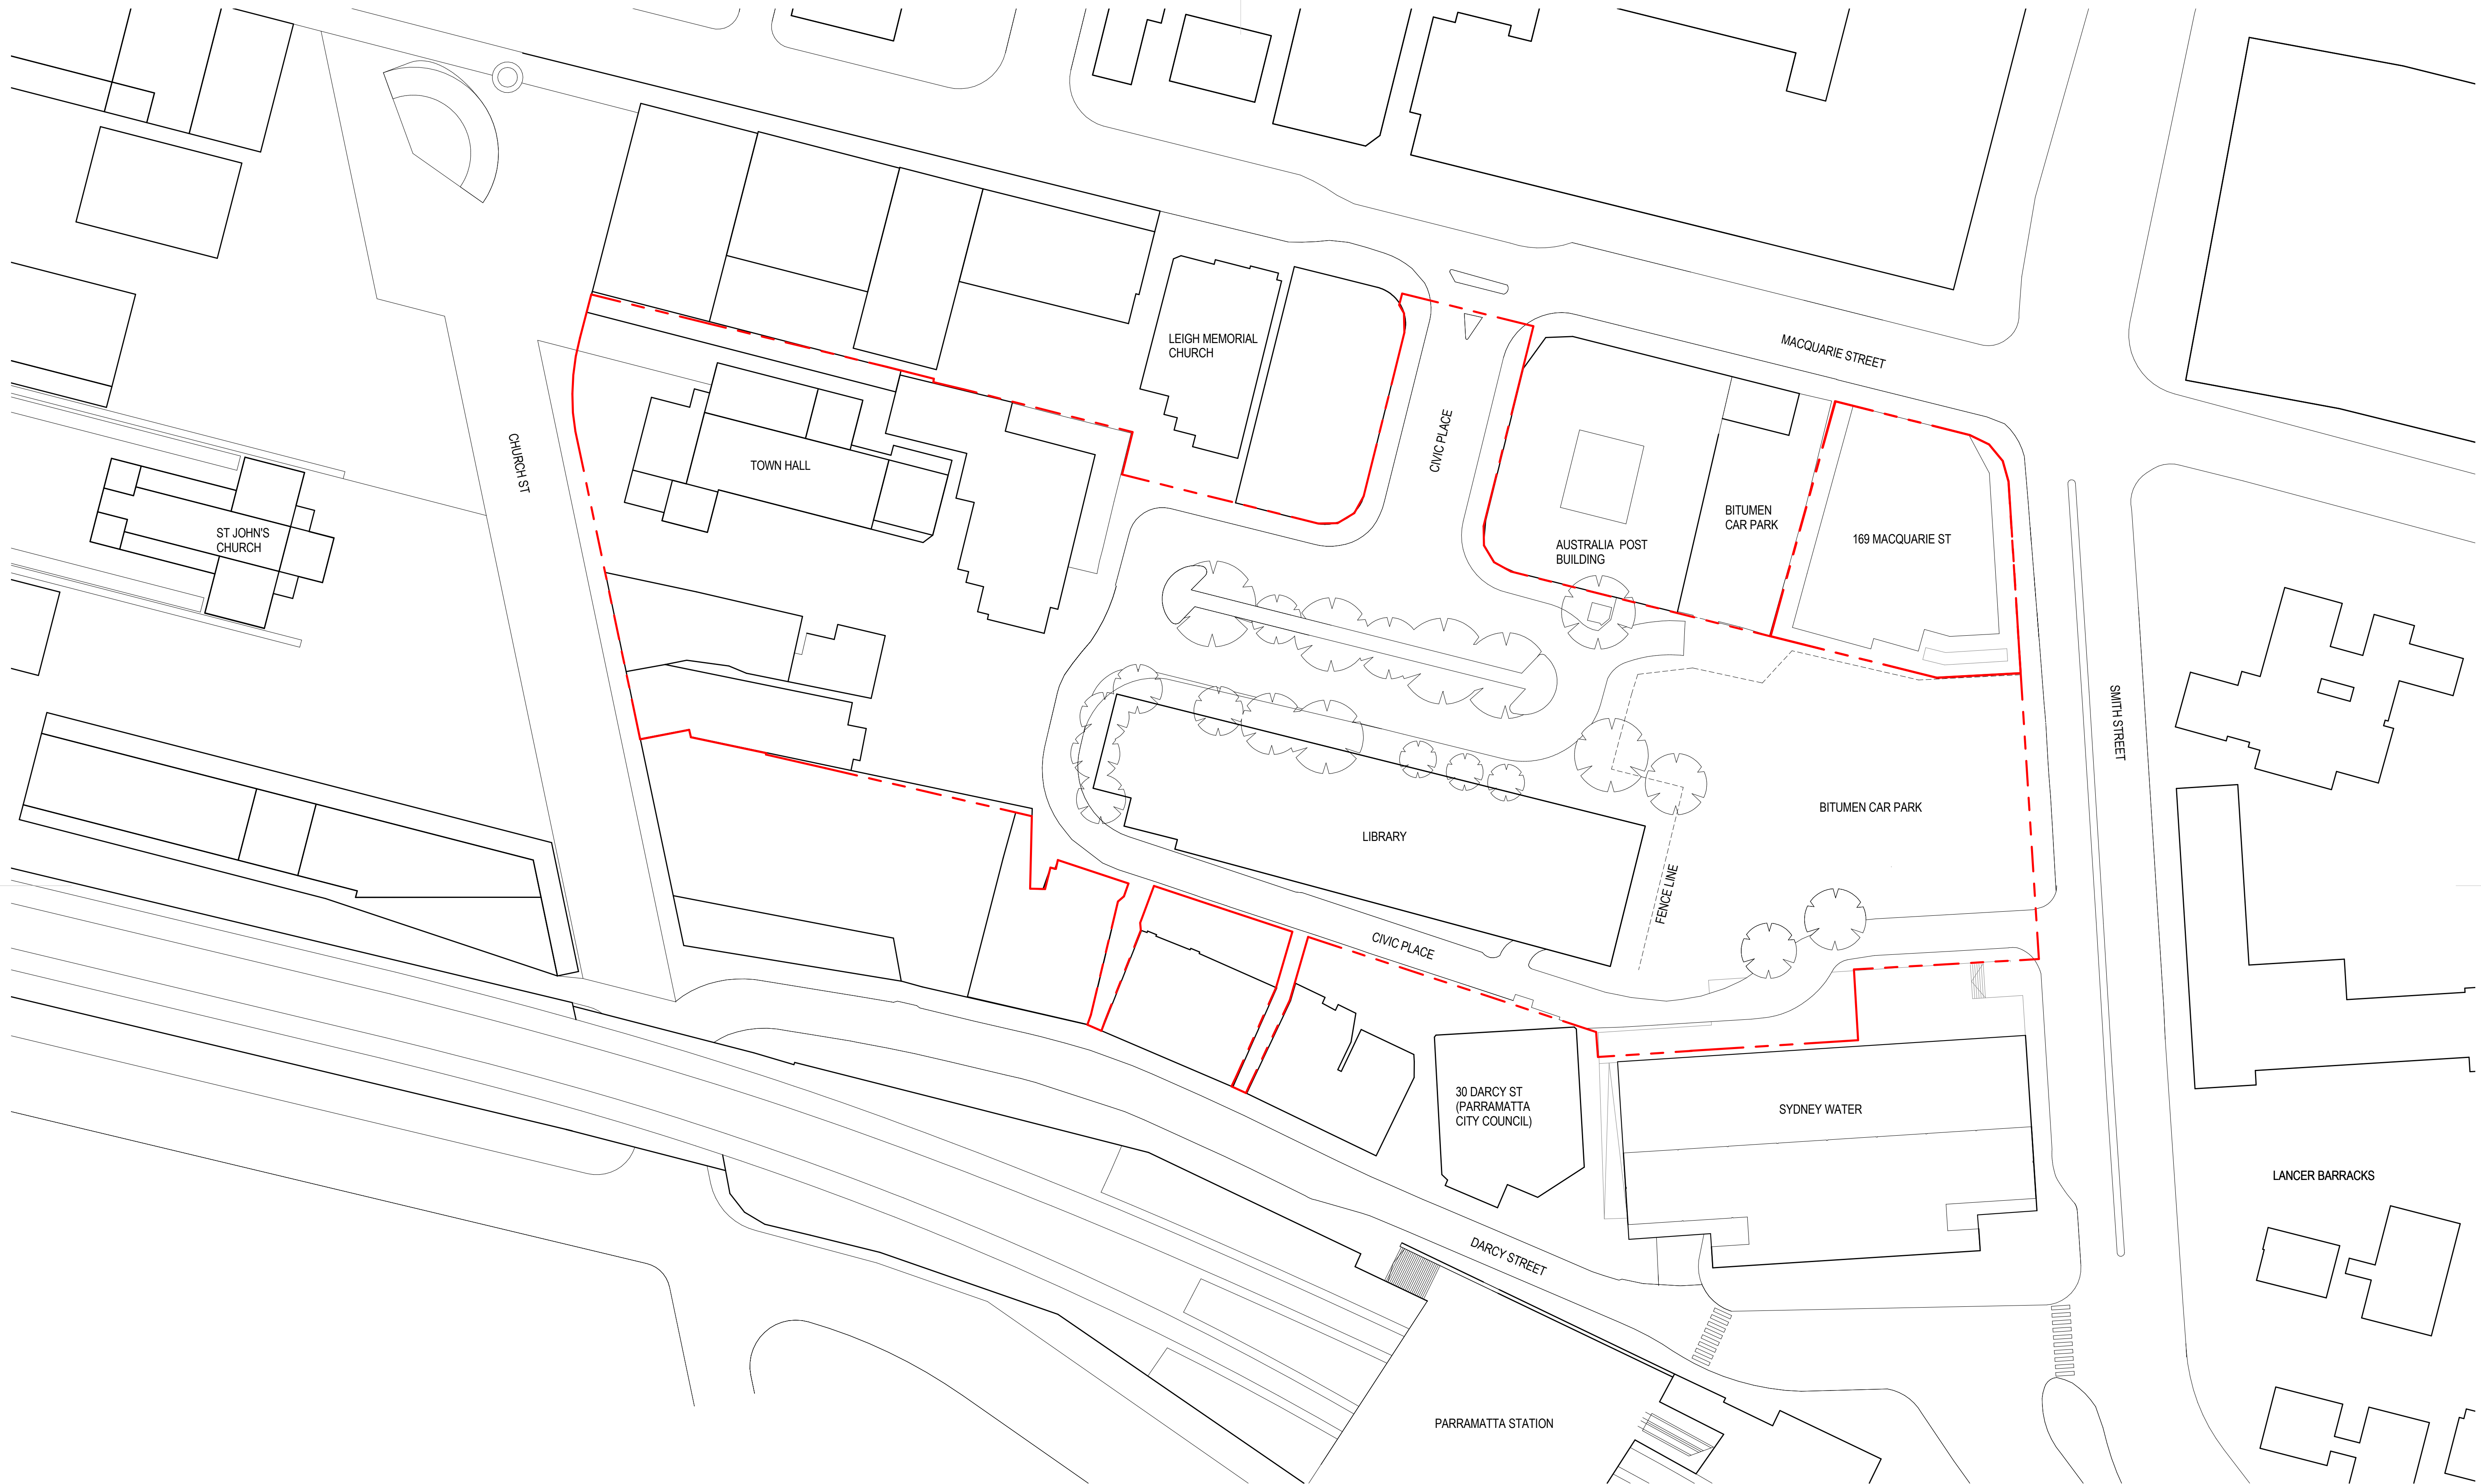 LEIGH MEMORIAL
CHURCH
MACQUARIE STREET
CIVIC PLACE
CHURCH ST
TOWN HALL
ST JOHN'S
CHURCH
BITUMEN
CAR PARK
169 MACQUARIE ST
AUSTRALIA POST
BUILDING
SMITH STREET
BITUMEN CAR PARK
LIBRARY
FENCE LINE
CIVIC PLACE
30 DARCY ST
(PARRAMATTA
CITY COUNCIL)
SYDNEY WATER
LANCER BARRACKS
DARCY STREET
PARRAMATTA STATION